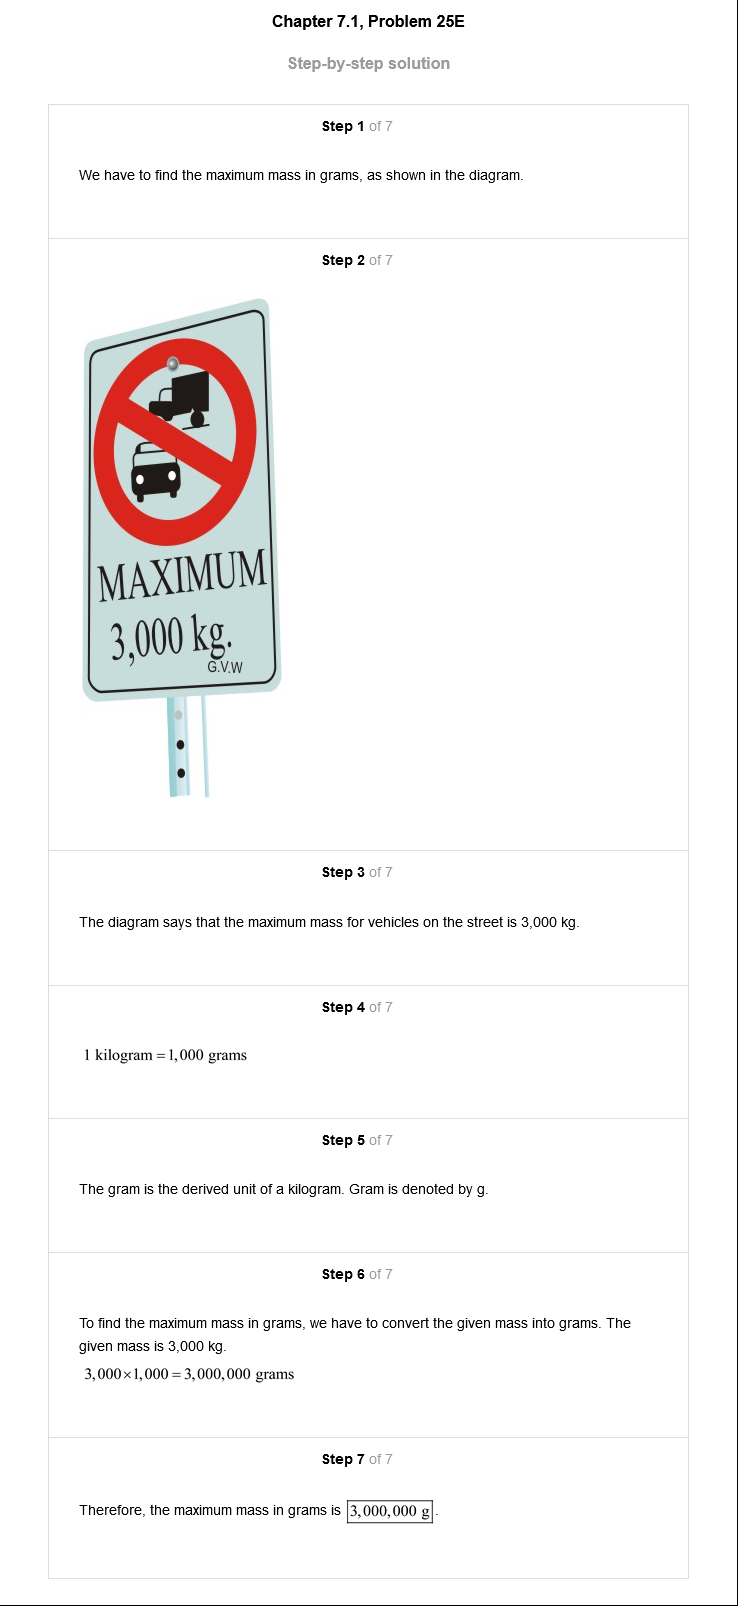 Chapter 7.1, Problem 25E
Step-by-step solution
Step 1 of 7
We have to find the maximum mass in grams, as shown in the diagram.
Step 2 of 7
MAXIMUM
3,000 kg.
G.V.W
Step 3 of 7
The diagram says that the maximum mass for vehicles on the street is 3,000 kg.
Step 4 of 7
1 kilogram = 1,000 grams
Step 5 of 7
The gram is the derived unit of a kilogram. Gram is denoted by g.
Step 6 of 7
To find the maximum mass in grams, we have to convert the given mass into grams. The
given mass is 3,000 kg.
3,000×1,000 = 3,000,000 grams
Step 7 of 7
Therefore, the maximum mass in grams is 3,000,000 g.